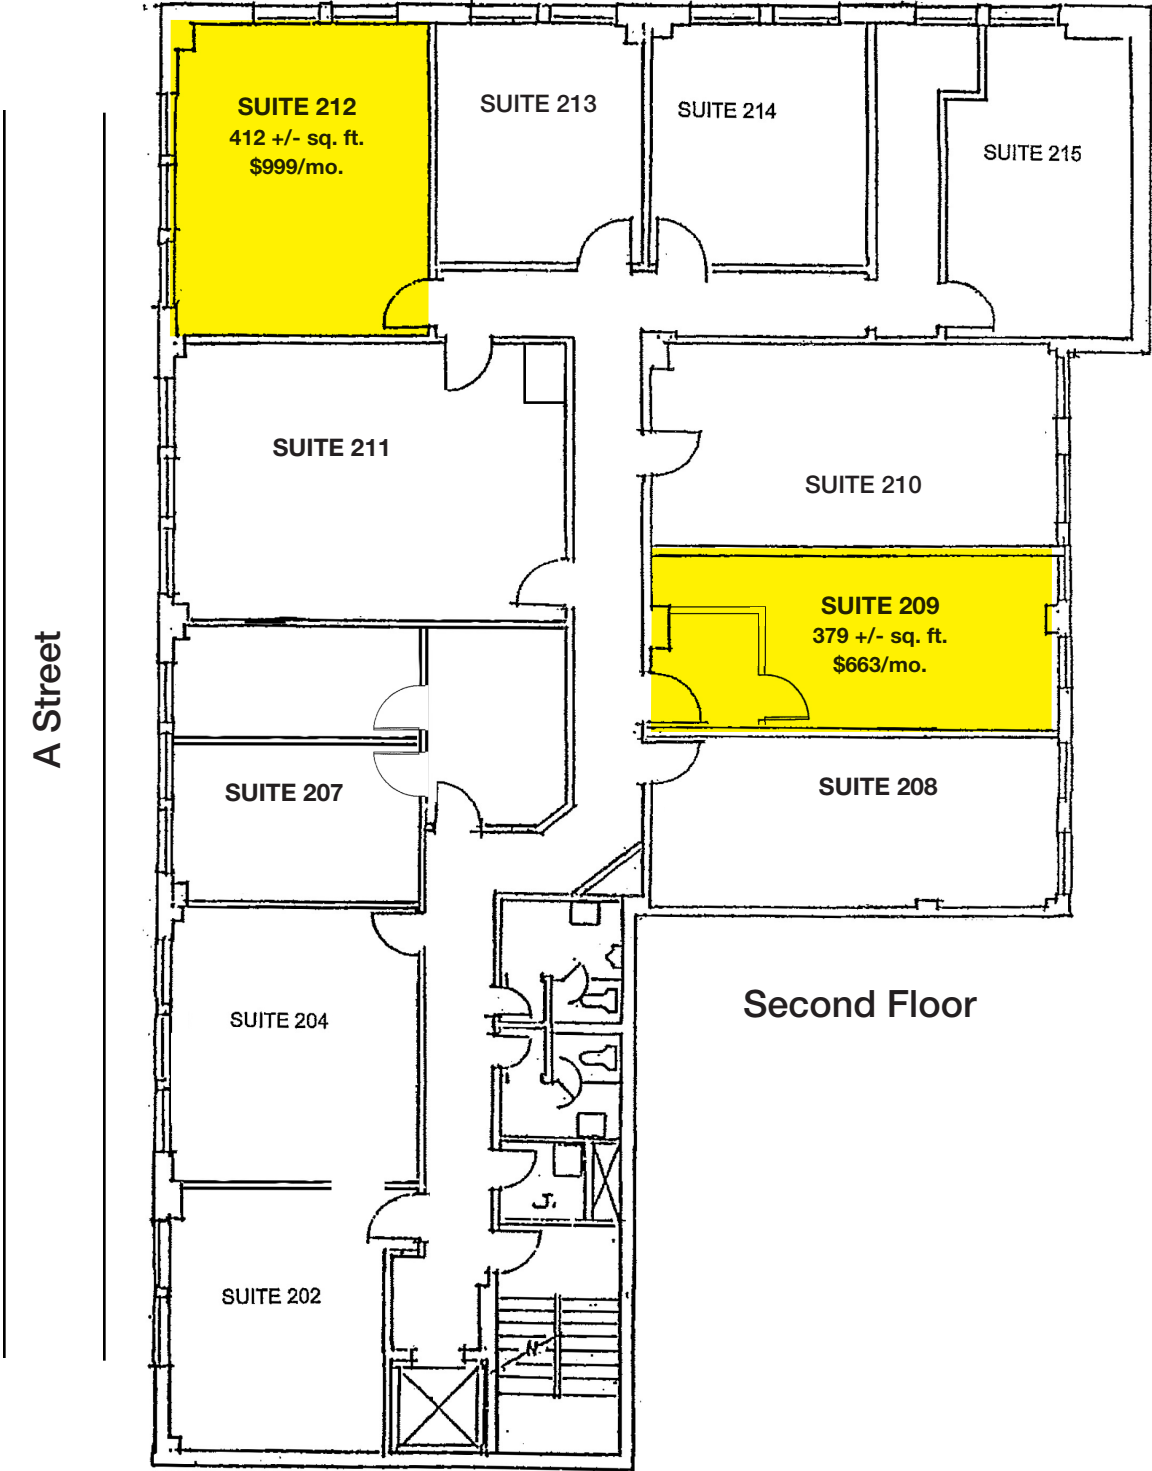 SUITE 212
412 +/- sq. ft.
$999/mo.
SUITE 213
SUITE 214
SUITE 215
SUITE 211
SUITE 210
SUITE 209
379 +/- sq. ft.
$663/mo.
A Street
SUITE 207
SUITE 208
Second Floor
SUITE 204
J.
SUITE 202
N